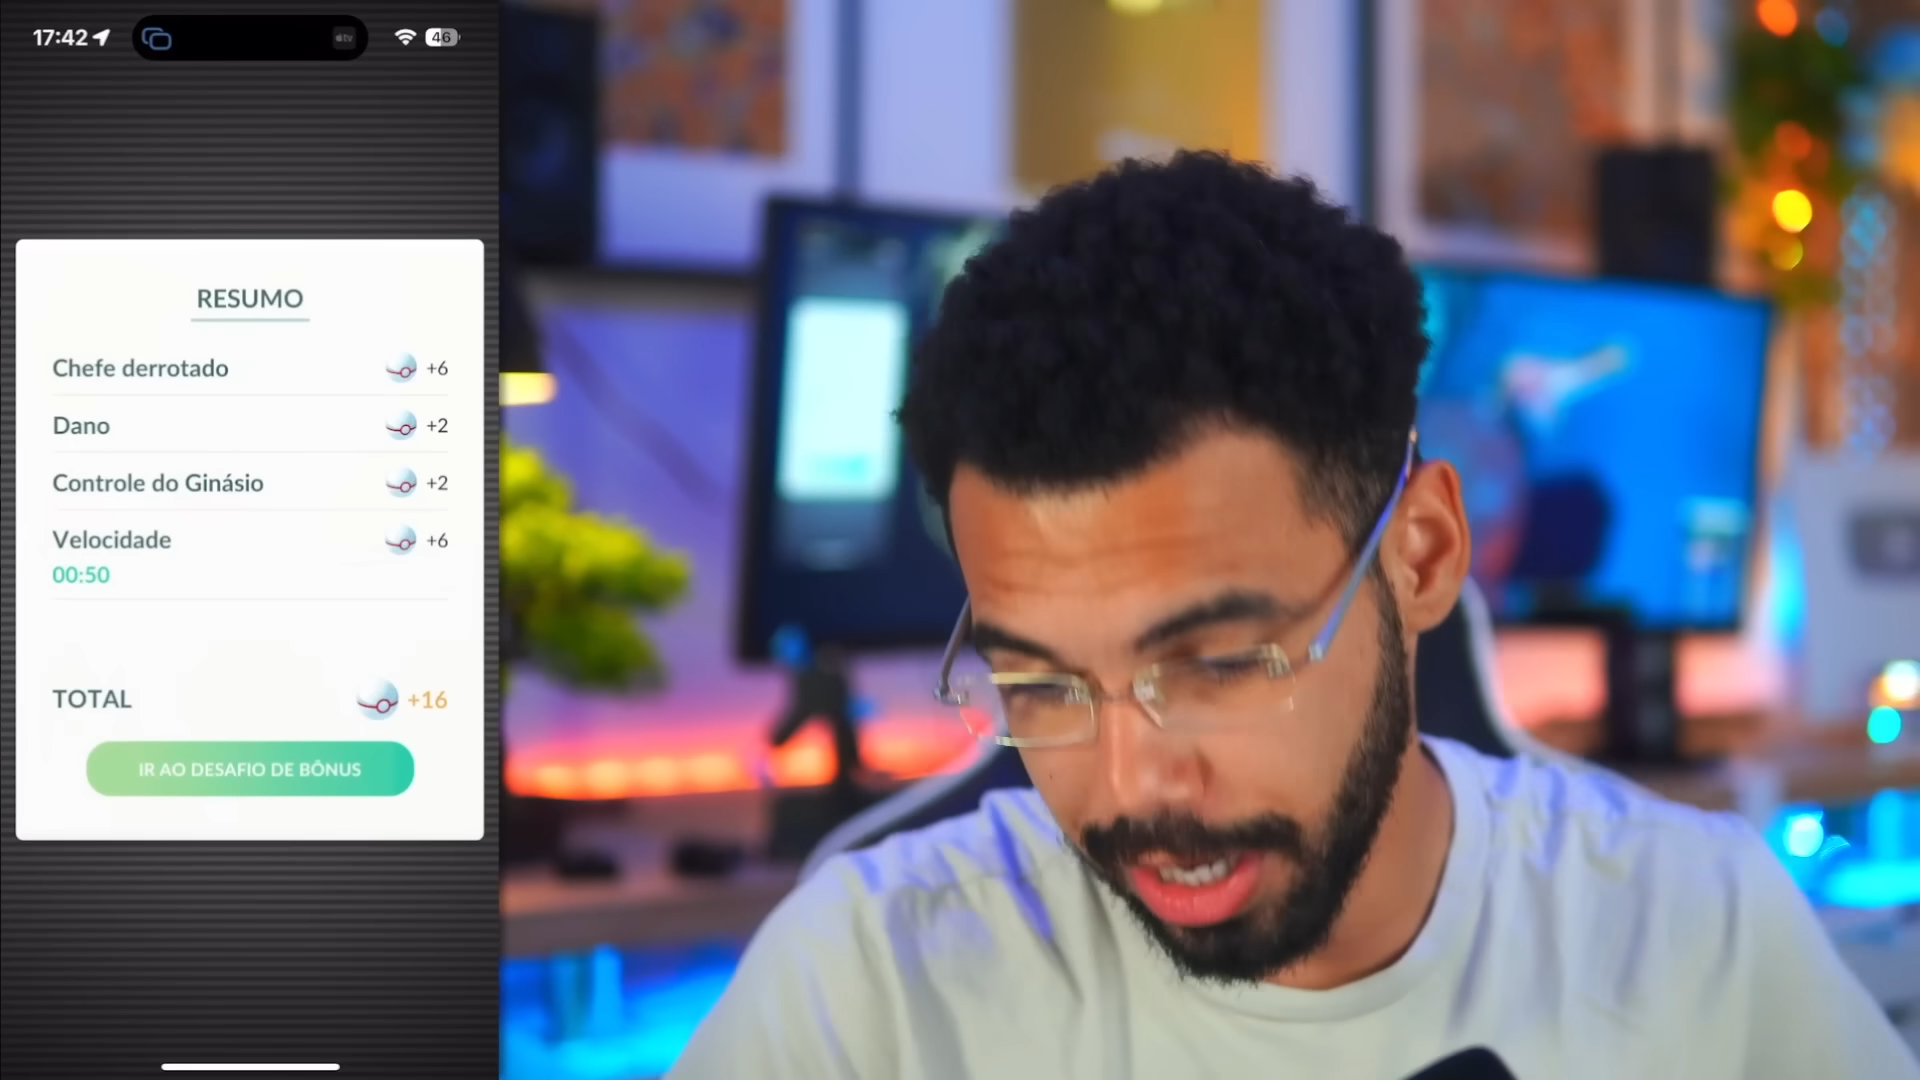 17:42
tv
46
RESUMO
Chefe derrotado +6
Dano +2
Controle do Ginásio +2
Velocidade +6
00:50
TOTAL +16
IR AO DESAFIO DE BÔNUS